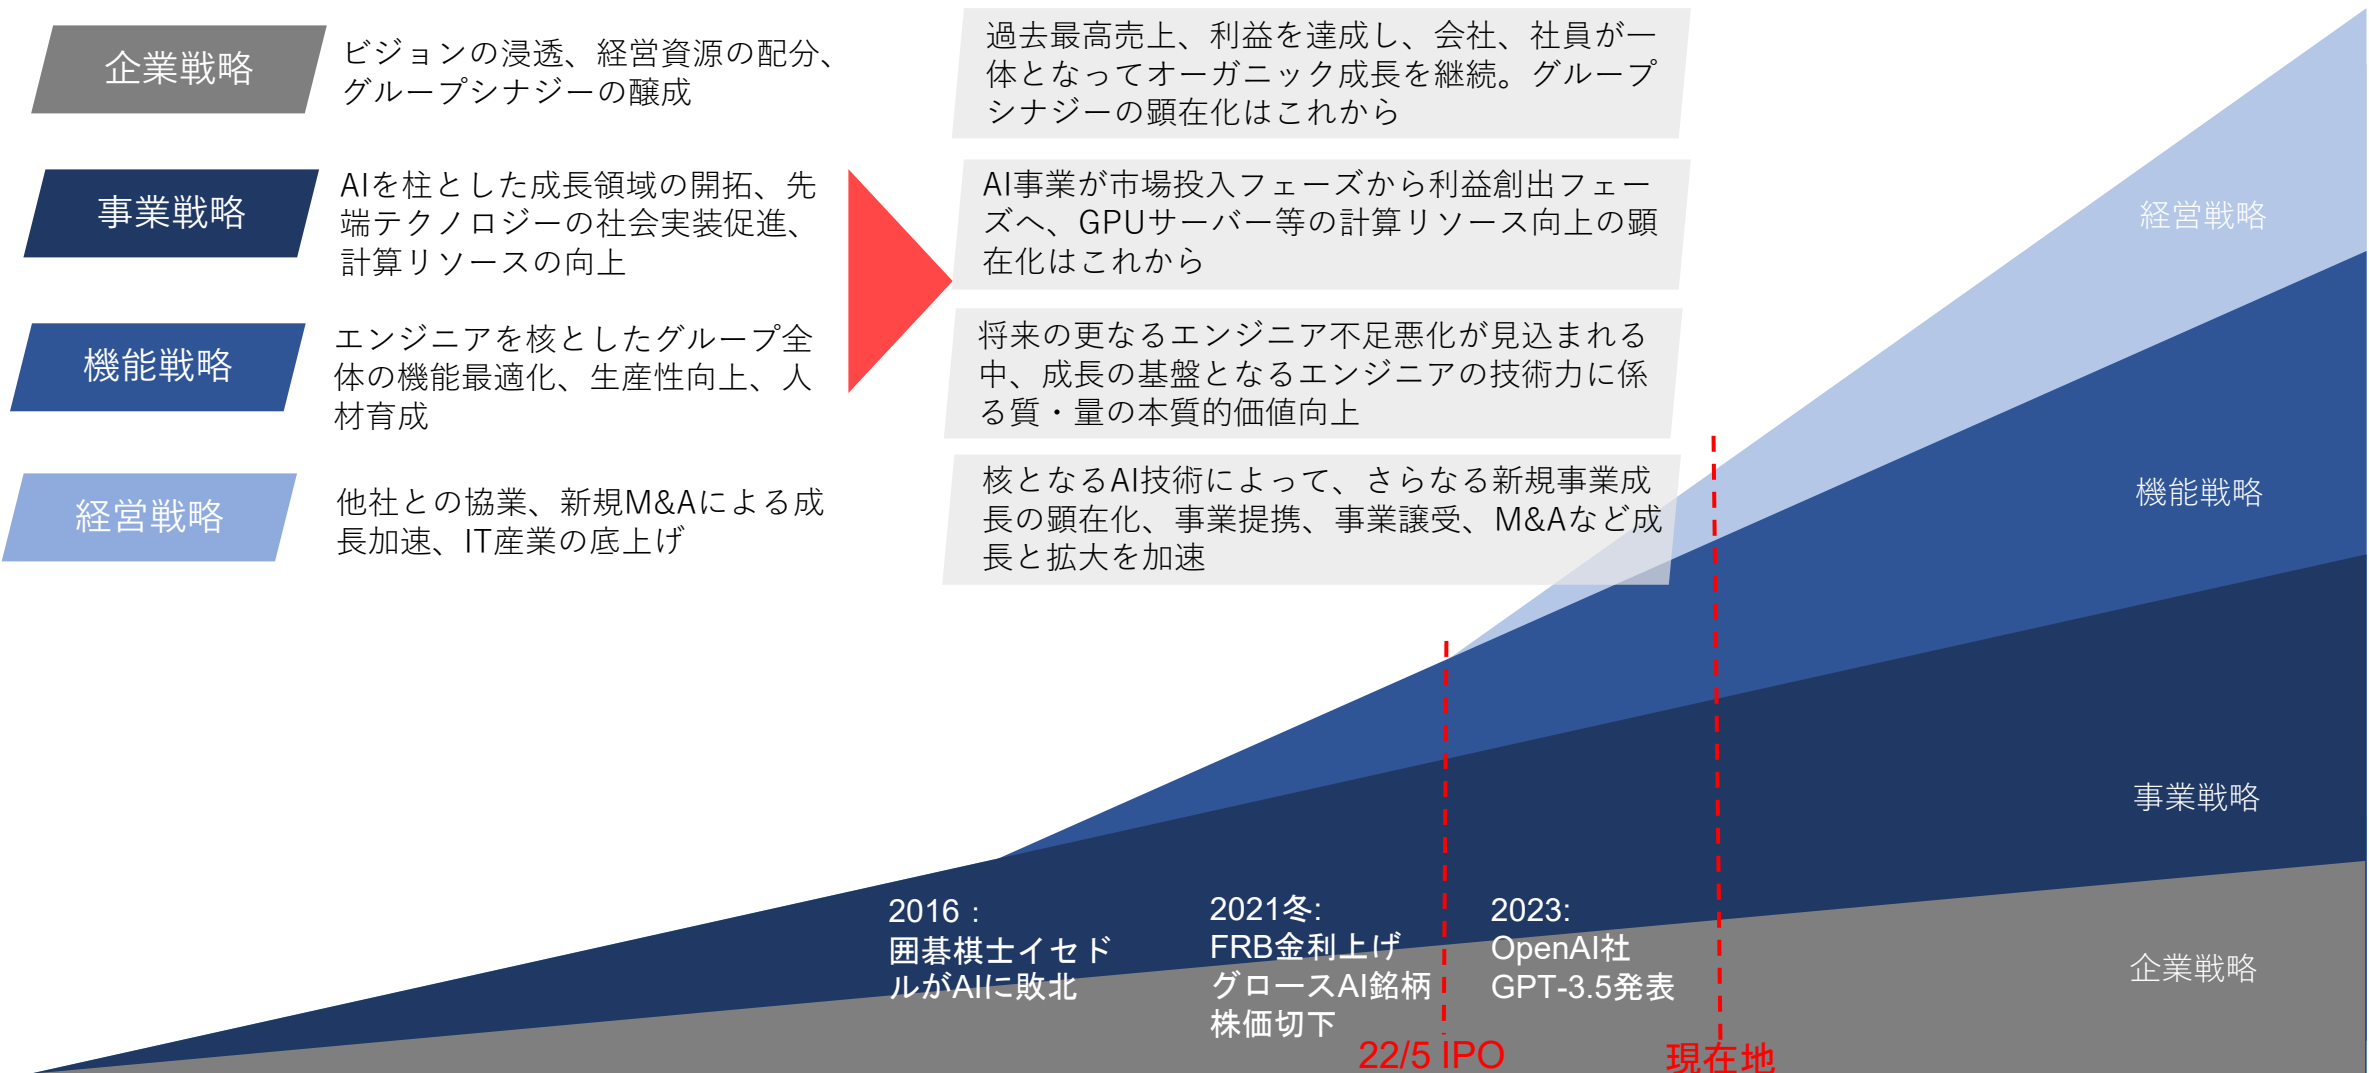 企業戦略
ビジョンの浸透、経営資源の配分、
グループシナジーの醸成
過去最高売上、利益を達成し、会社、社員が一
体となってオーガニック成長を継続。グループ
シナジーの顕在化はこれから
事業戦略
AIを柱とした成長領域の開拓、先
端テクノロジーの社会実装促進、
計算リソースの向上
AI事業が市場投入フェーズから利益創出フェー
ズへ、GPUサーバー等の計算リソース向上の顕
在化はこれから
機能戦略
エンジニアを核としたグループ全
体の機能最適化、生産性向上、人
材育成
将来の更なるエンジニア不足悪化が見込まれる
中、成長の基盤となるエンジニアの技術力に係
る質・量の本質的価値向上
経営戦略
他社との協業、新規M&Aによる成
長加速、IT産業の底上げ
核となるAI技術によって、さらなる新規事業成
長の顕在化、事業提携、事業譲受、M&Aなど成
長と拡大を加速
経営戦略
機能戦略
事業戦略
企業戦略
2016：
囲碁棋士イセド
ルがAIに敗北
2021冬:
FRB金利上げ
グロースAI銘柄
株価切下
2023:
OpenAI社
GPT-3.5発表
22/5 IPO
現在地